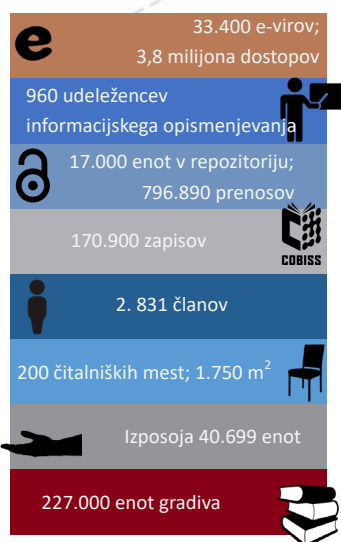 33.400 e-virov;
3,8 milijona dostopov
960 udeležencev
informacijskega opismenjevanja
17.000 enot v repozitoriju;
796.890 prenosov
170.900 zapisov
COBISS
2. 831 članov
200 čitalniških mest; 1.750 m²
Izposoja 40.699 enot
227.000 enot gradiva